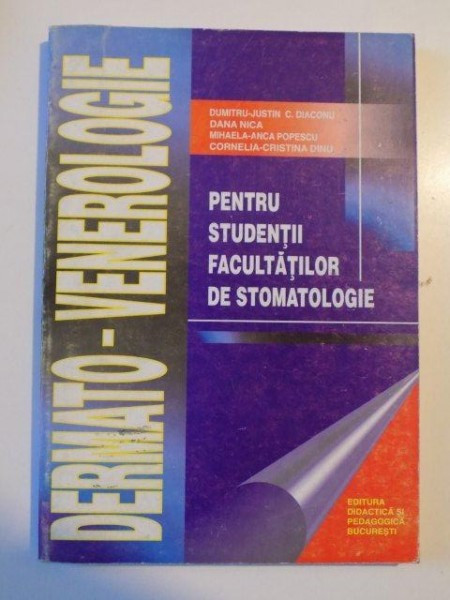 DERMATO-VENEROLOGIE
DUMITRU-JUSTIN C. DIACONU
DANA NICA
MIHAELA-ANCA POPESCU
CORNELIA-CRISTINA DINU
PENTRU
STUDENȚII
FACULTĂȚILOR
DE STOMATOLOGIE
EDITURA
DIDACTICĂ ȘI
PEDAGOGICĂ,
BUCUREȘTI